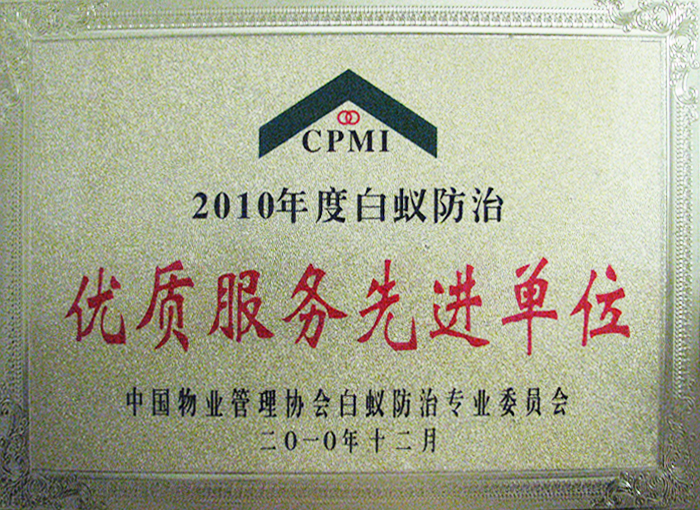 CPMI
2010年度白蚁防治
优质服务先进单位
中国物业管理协会白蚁防治专业委员会
二〇一〇年十二月